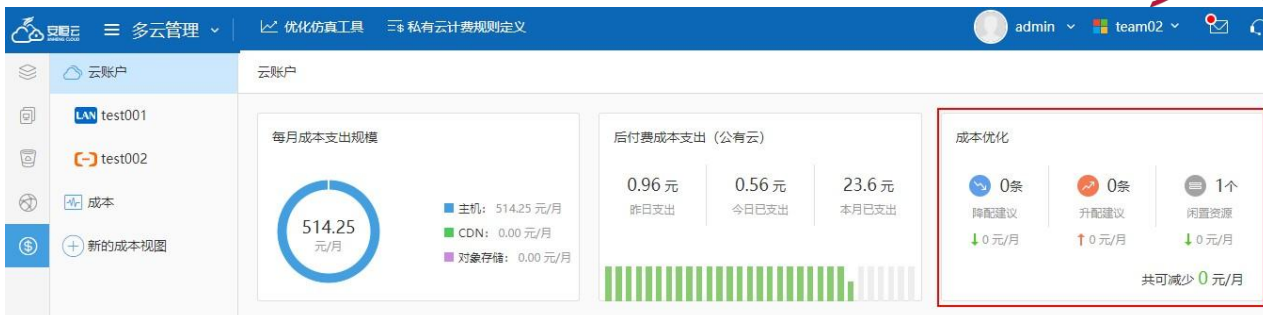 安恒云 多云管理 优化仿真工具 私有云计费规则定义 admin team02
云账户 云账户
LAN test001
test002
成本
新的成本视图
每月成本支出规模
514.25
元/月
主机： 514.25 元/月
CDN： 0.00 元/月
对象存储： 0.00 元/月
后付费成本支出（公有云）
0.96 元 0.56 元 23.6 元
昨日支出 今日已支出 本月已支出
成本优化
0条 0条 1个
降配建议 升配建议 闲置资源
0 元/月 0 元/月 0 元/月
共可减少 0 元/月